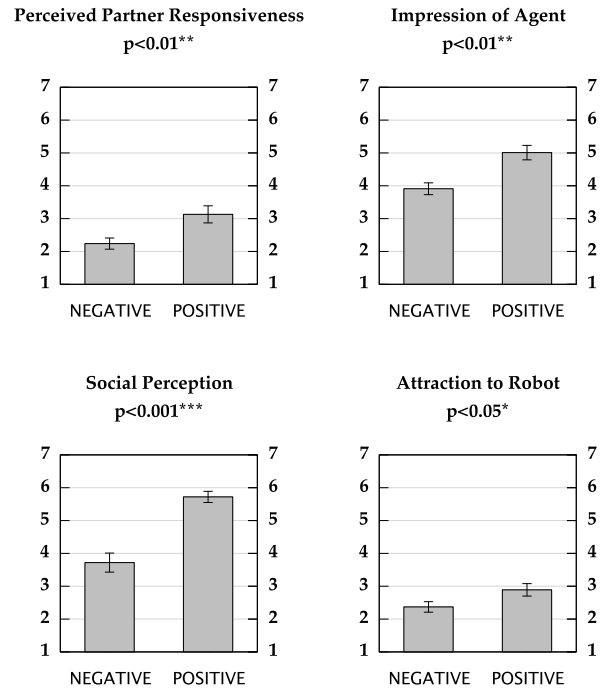 Perceived Partner Responsiveness
p<0.01**
7 7
6 6
5 5
4 4
3 3
2 2
1 1
NEGATIVE POSITIVE
Impression of Agent
p<0.01**
7 7
6 6
5 5
4 4
3 3
2 2
1 1
NEGATIVE POSITIVE
Social Perception
p<0.001***
7 7
6 6
5 5
4 4
3 3
2 2
1 1
NEGATIVE POSITIVE
Attraction to Robot
p<0.05*
7 7
6 6
5 5
4 4
3 3
2 2
1 1
NEGATIVE POSITIVE